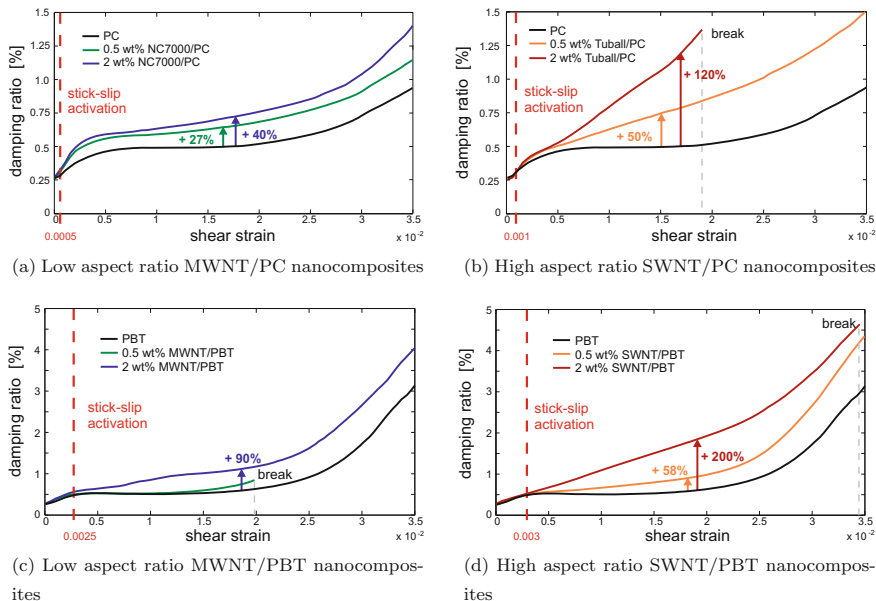 1.5
1.25
1.0
0.75
0.5
0.25
0
damping ratio [%]
PC
0.5 wt% NC7000/PC
2 wt% NC7000/PC
stick-slip
activation
+ 27%
+ 40%
0 0.5 1 1.5 2 2.5 3 3.5
0.0005
shear strain
x 10⁻²
(a) Low aspect ratio MWNT/PC nanocomposites
1.5
1.25
1.0
0.75
0.5
0.25
0
damping ratio [%]
PC
0.5 wt% Tuball/PC
2 wt% Tuball/PC
break
stick-slip
activation
+ 120%
+ 50%
0 0.5 1 1.5 2 2.5 3 3.5
0.001
shear strain
x 10⁻²
(b) High aspect ratio SWNT/PC nanocomposites
5
4
3
2
1
0
damping ratio [%]
PBT
0.5 wt% MWNT/PBT
2 wt% MWNT/PBT
stick-slip
activation
+ 90%
break
0 0.5 1 1.5 2 2.5 3 3.5
0.0025
shear strain
x 10⁻²
(c) Low aspect ratio MWNT/PBT nanocompos-
ites
5
4
3
2
1
0
damping ratio [%]
PBT
0.5 wt% SWNT/PBT
2 wt% SWNT/PBT
break
stick-slip
activation
+ 200%
+ 58%
0 0.5 1 1.5 2 2.5 3 3.5
0.003
shear strain
x 10⁻²
(d) High aspect ratio SWNT/PBT nanocompos-
ites